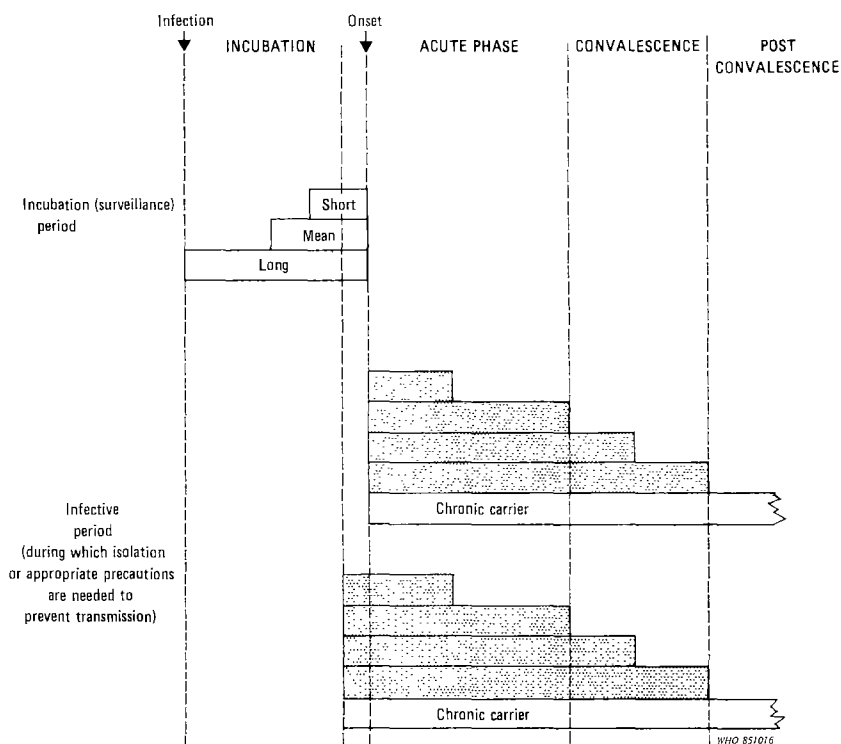 Infection
Onset
INCUBATION
ACUTE PHASE
CONVALESCENCE
POST
CONVALESCENCE
Incubation (surveillance)
period
Short
Mean
Long
Chronic carrier
Infective
period
(during which isolation
or appropriate precautions
are needed to
prevent transmission)
Chronic carrier
WHO 851016